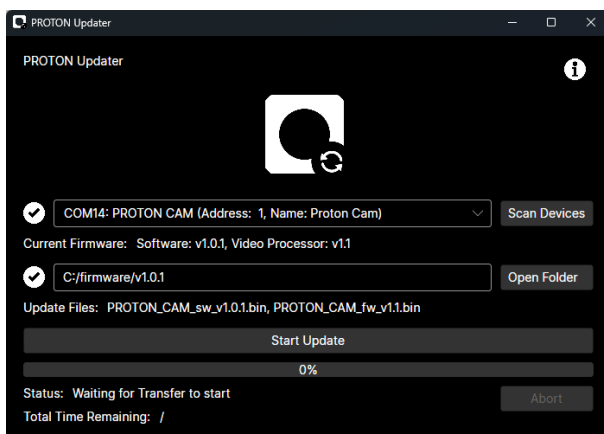 PROTON Updater
PROTON Updater
COM14: PROTON CAM (Address: 1, Name: Proton Cam)
Scan Devices
Current Firmware: Software: v1.0.1, Video Processor: v1.1
C:/firmware/v1.0.1
Open Folder
Update Files: PROTON_CAM_sw_v1.0.1.bin, PROTON_CAM_fw_v1.1.bin
Start Update
0%
Status: Waiting for Transfer to start
Abort
Total Time Remaining: /